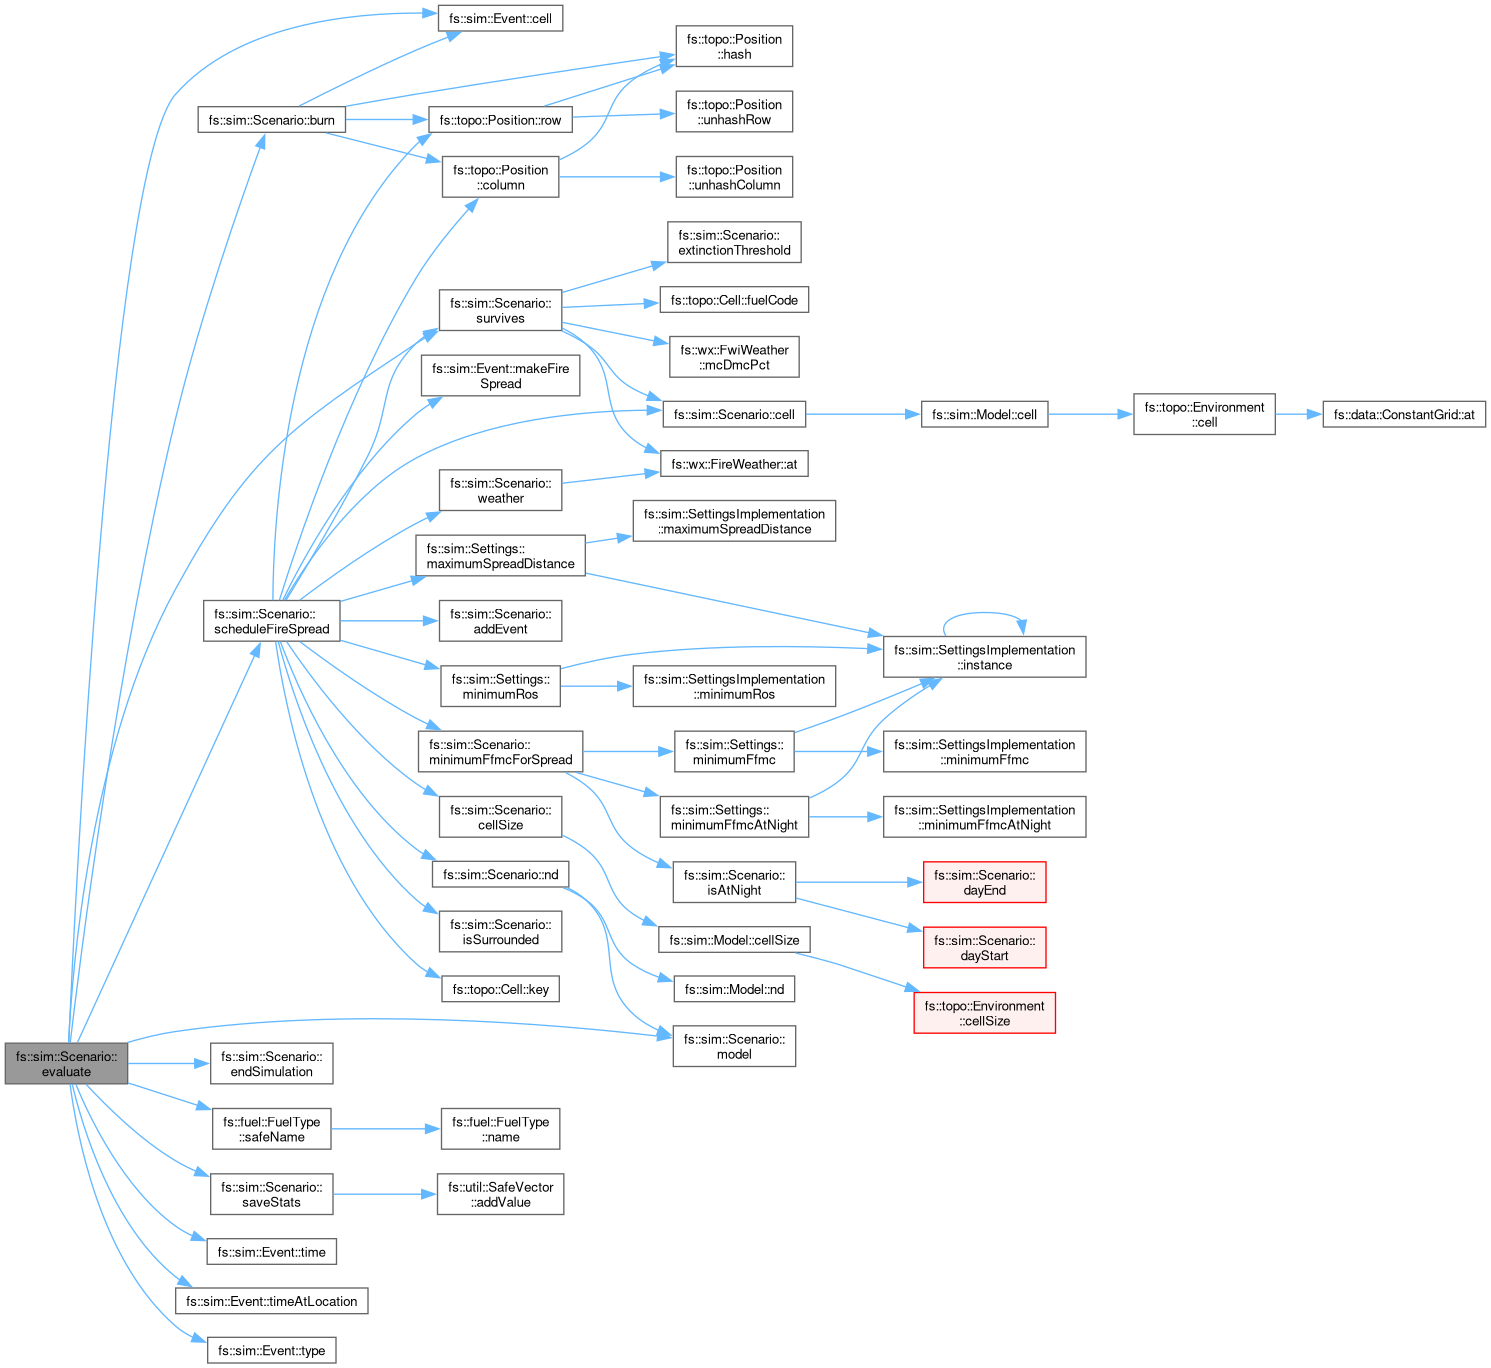 fs::sim::Event::cell
fs::topo::Position
::hash
fs::sim::Scenario::burn
fs::topo::Position::row
fs::topo::Position
::unhashRow
fs::topo::Position
::column
fs::topo::Position
::unhashColumn
fs::sim::Scenario::
extinctionThreshold
fs::sim::Scenario::
survives
fs::topo::Cell::fuelCode
fs::wx::FwiWeather
::mcDmcPct
fs::sim::Event::makeFire
Spread
fs::sim::Scenario::cell
fs::sim::Model::cell
fs::topo::Environment
::cell
fs::data::ConstantGrid::at
fs::wx::FireWeather::at
fs::sim::Scenario::
weather
fs::sim::SettingsImplementation
::maximumSpreadDistance
fs::sim::Settings::
maximumSpreadDistance
fs::sim::Scenario::
scheduleFireSpread
fs::sim::Scenario::
addEvent
fs::sim::SettingsImplementation
::instance
fs::sim::Settings::
minimumRos
fs::sim::SettingsImplementation
::minimumRos
fs::sim::Scenario::
minimumFfmcForSpread
fs::sim::Settings::
minimumFfmc
fs::sim::SettingsImplementation
::minimumFfmc
fs::sim::Scenario::
cellSize
fs::sim::Settings::
minimumFfmcAtNight
fs::sim::SettingsImplementation
::minimumFfmcAtNight
fs::sim::Scenario::nd
fs::sim::Scenario::
isAtNight
fs::sim::Scenario::
dayEnd
fs::sim::Scenario::
isSurrounded
fs::sim::Model::cellSize
fs::sim::Scenario::
dayStart
fs::topo::Cell::key
fs::sim::Model::nd
fs::topo::Environment
::cellSize
fs::sim::Scenario::
evaluate
fs::sim::Scenario::
endSimulation
fs::sim::Scenario::
model
fs::fuel::FuelType
::safeName
fs::fuel::FuelType
::name
fs::sim::Scenario::
saveStats
fs::util::SafeVector
::addValue
fs::sim::Event::time
fs::sim::Event::timeAtLocation
fs::sim::Event::type